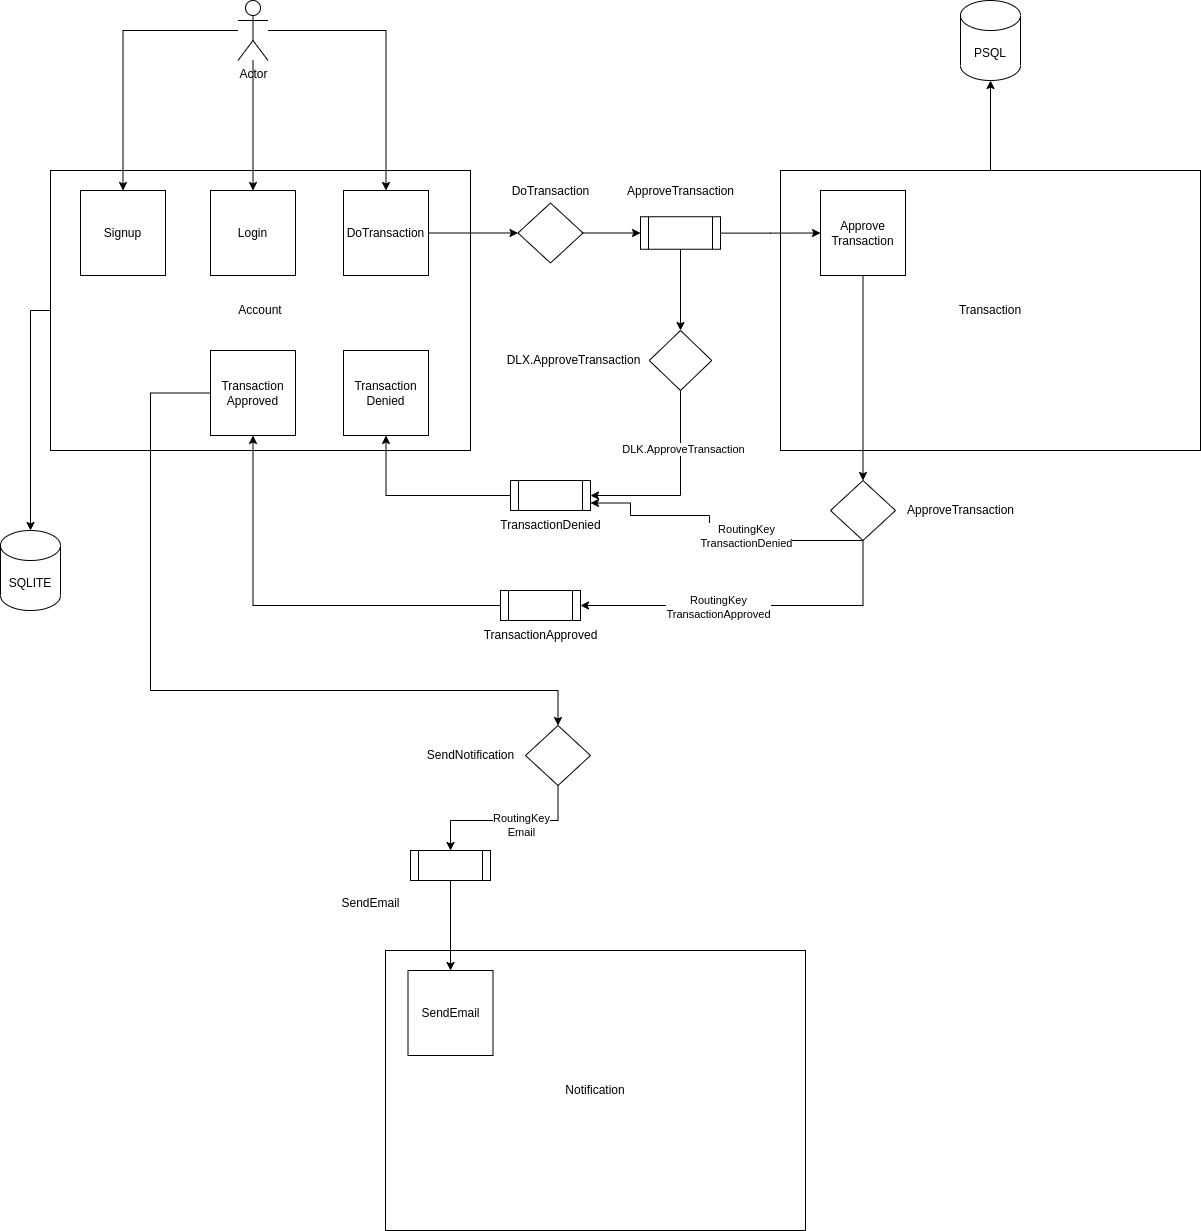 Actor
PSQL
DoTransaction
ApproveTransaction
Signup
Login
DoTransaction
Approve
Transaction
Account
Transaction
DLX.ApproveTransaction
Transaction
Approved
Transaction
Denied
DLK.ApproveTransaction
ApproveTransaction
TransactionDenied
RoutingKey
TransactionDenied
SQLITE
RoutingKey
TransactionApproved
TransactionApproved
SendNotification
RoutingKey
Email
SendEmail
SendEmail
Notification